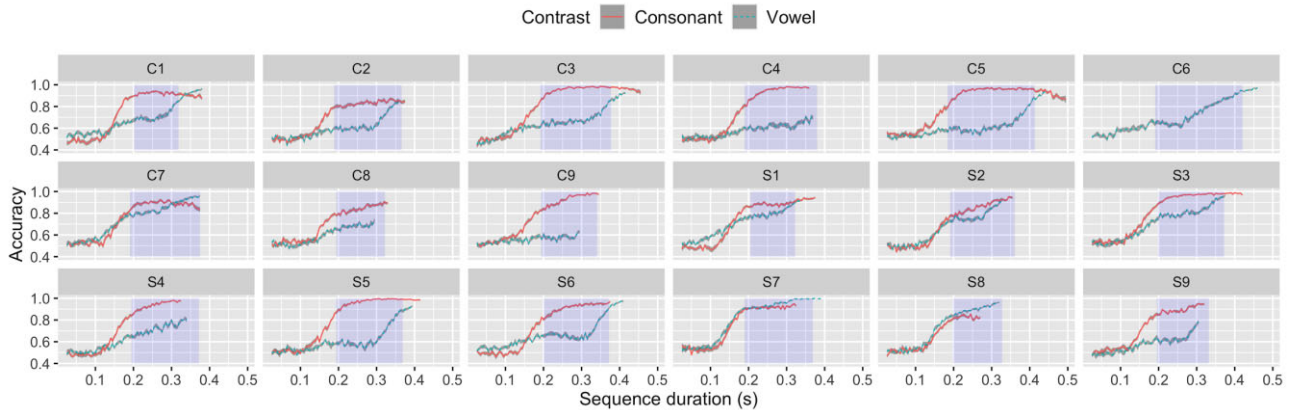 Contrast Consonant Vowel
C1 C2 C3 C4 C5 C6
1.0
0.8
0.6
0.4
C7 C8 C9 S1 S2 S3
1.0
0.8
0.6
0.4
S4 S5 S6 S7 S8 S9
1.0
0.8
0.6
0.4
0.1 0.2 0.3 0.4 0.5 0.1 0.2 0.3 0.4 0.5 0.1 0.2 0.3 0.4 0.5 0.1 0.2 0.3 0.4 0.5 0.1 0.2 0.3 0.4 0.5 0.1 0.2 0.3 0.4 0.5
Accuracy
Sequence duration (s)